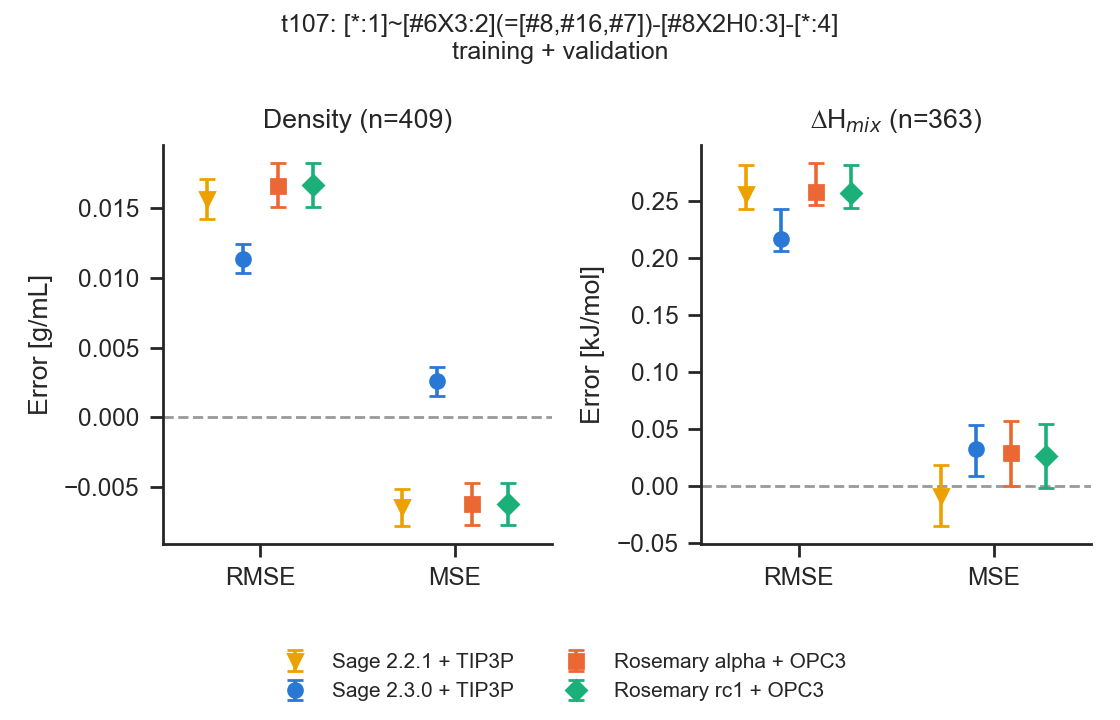 t107: [*:1]~[#6X3:2](=[#8,#16,#7])-[#8X2H0:3]-[*:4]
training + validation
Density (n=409)
ΔH_mix (n=363)
Error [g/mL]
0.015
0.010
0.005
0.000
−0.005
RMSE
MSE
Error [kJ/mol]
0.25
0.20
0.15
0.10
0.05
0.00
−0.05
RMSE
MSE
Sage 2.2.1 + TIP3P
Sage 2.3.0 + TIP3P
Rosemary alpha + OPC3
Rosemary rc1 + OPC3